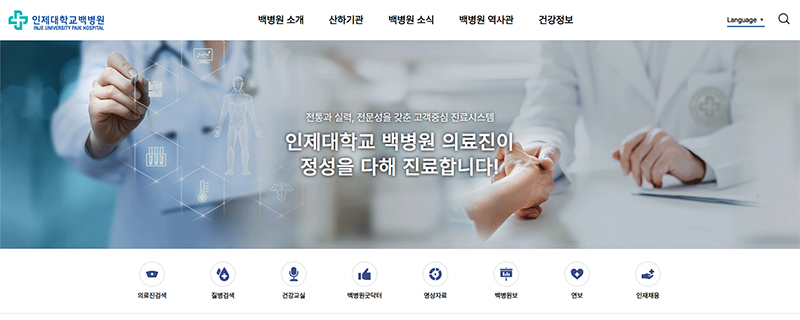 인제대학교백병원
INJE UNIVERSITY PAIK HOSPITAL
백병원 소개
산하기관
백병원 소식
백병원 역사관
건강정보
Language
전통과 실력, 전문성을 갖춘 고객중심 진료시스템
인제대학교 백병원 의료진이
정성을 다해 진료합니다!
의료진검색
질병검색
건강교실
백병원굿닥터
영상자료
백병원보
연보
인재채용